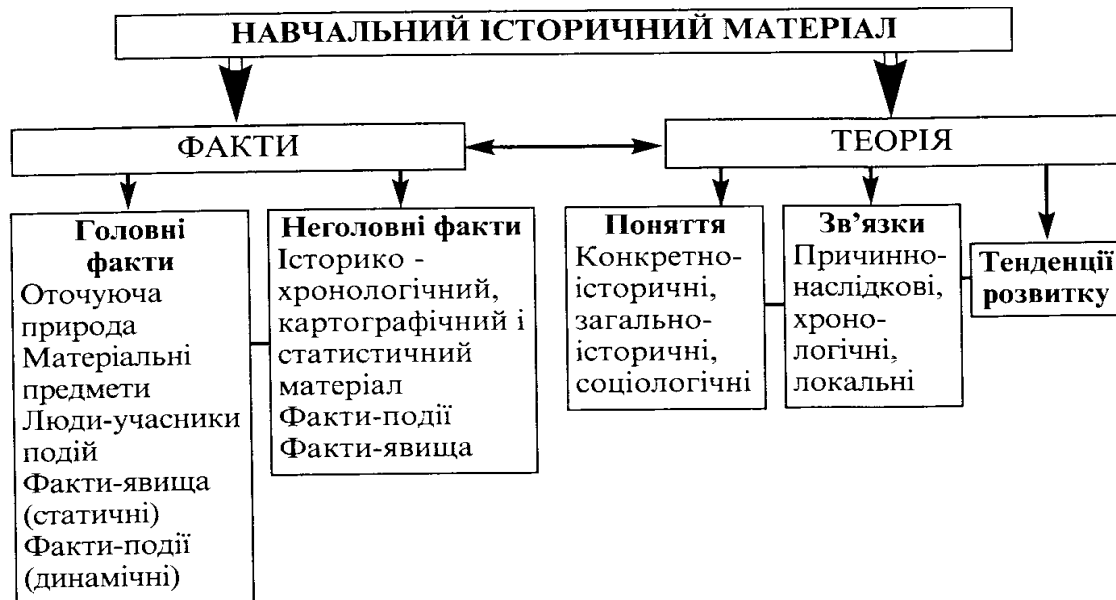 НАВЧАЛЬНИЙ ІСТОРИЧНИЙ МАТЕРІАЛ
ФАКТИ
ТЕОРІЯ
Головні
факти
Оточуюча
природа
Матеріальні
предмети
Люди-учасники
подій
Факти-явища
(статичні)
Факти-події
(динамічні)
Неголовні факти
Історико -
хронологічний,
картографічний і
статистичний
матеріал
Факти-події
Факти-явища
Поняття
Конкретно-
історичні,
загально-
історичні,
соціологічні
Зв'язки
Причинно-
наслідкові,
хроно-
логічні,
локальні
Тенденції
розвитку